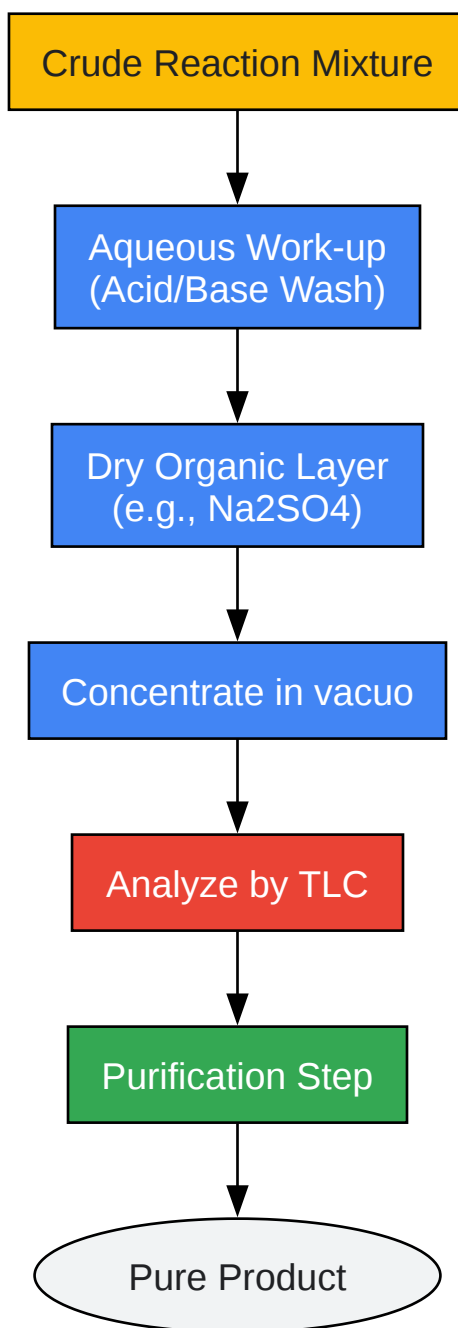 Crude Reaction Mixture
Aqueous Work-up
(Acid/Base Wash)
Dry Organic Layer
(e.g., Na2SO4)
Concentrate in vacuo
Analyze by TLC
Purification Step
Pure Product